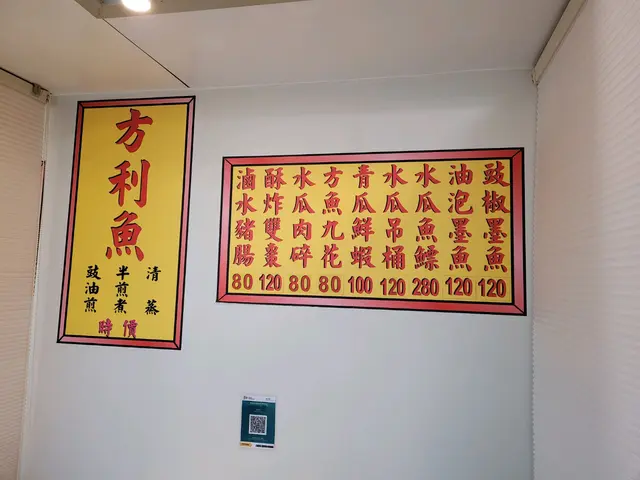 方利魚
清蒸
半煎煮
豉油煎
時價
豉椒墨魚 120
油泡墨魚 120
水瓜魚鰾 280
水瓜吊桶 120
青瓜鮮蝦 100
方魚九花 80
水瓜肉碎 80
酥炸雙棗 120
滷水豬腸 80